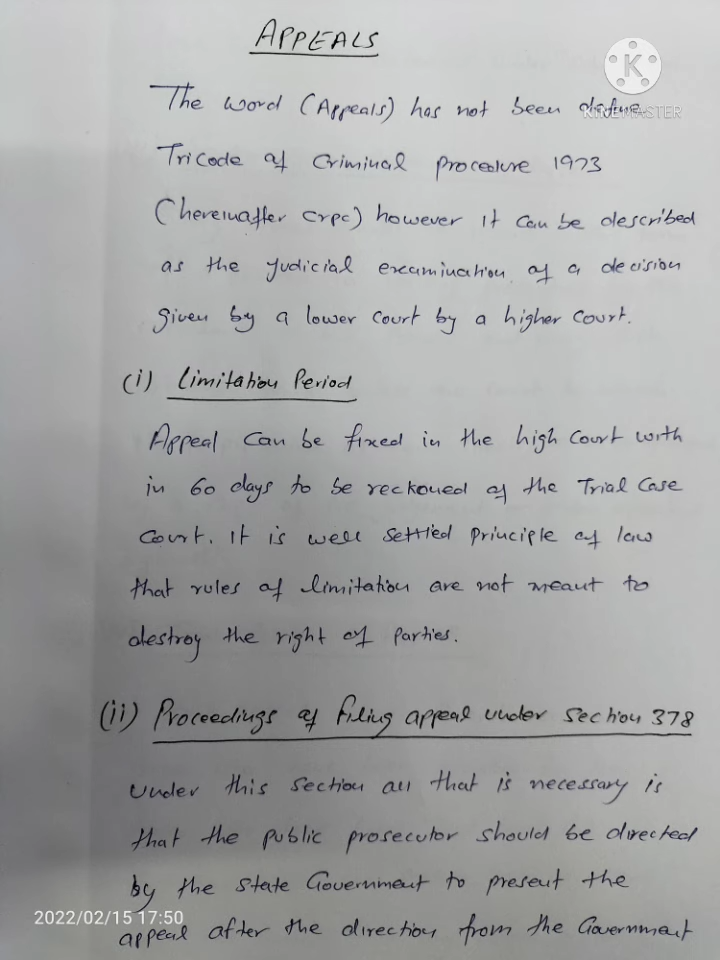 APPEALS
K
KINEMASTER
The word (Appeals) has not been define
Tricode of Criminal procedure 1973
(hereinafter crpc) however it can be described
as the judicial examination of a decision
given by a lower court by a higher court.
(i) Limitation Period
Appeal can be fixed in the high court with
in 60 days to be reckoned of the Trial Case
Court. It is well settled principle of law
that rules of limitation are not meant to
destroy the right of parties.
(ii) Proceedings of filing appeal under section 378
under this section all that is necessary is
that the public prosecutor should be directed
by the state Government to present the
2022/02/15 17:50
appeal after the direction from the Government